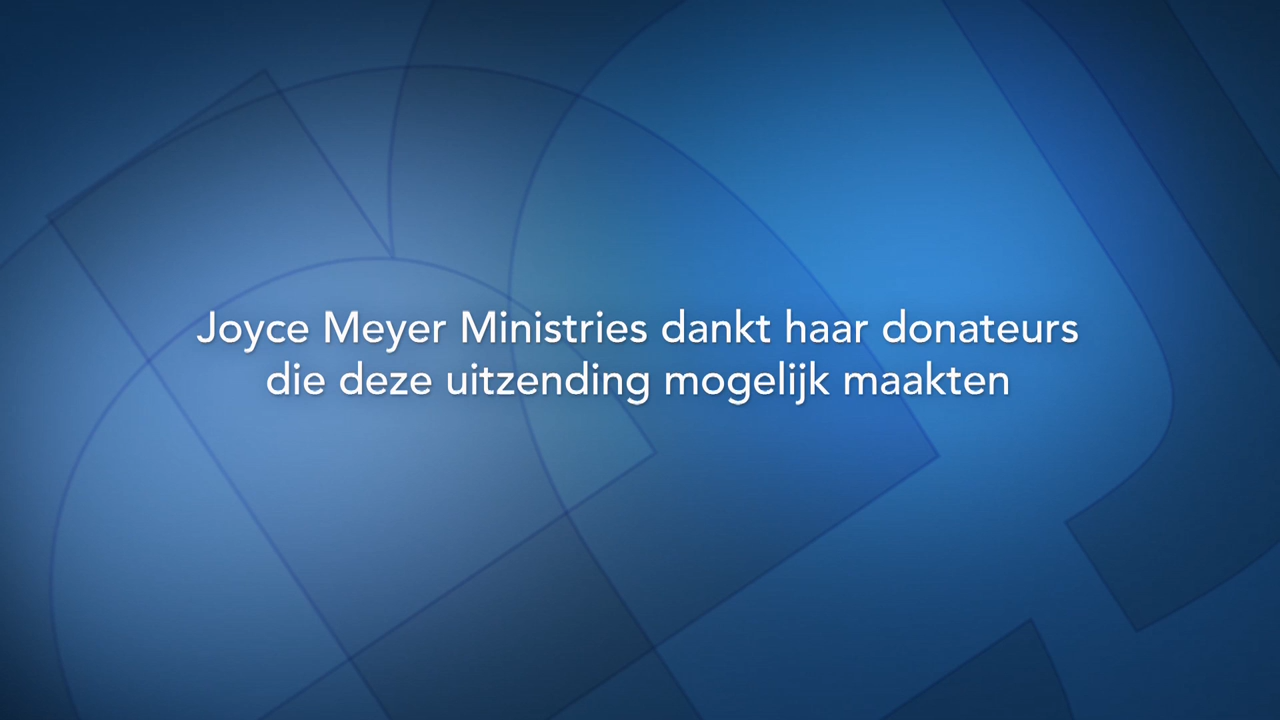 Joyce Meyer Ministries dankt haar donateurs
die deze uitzending mogelijk maakten